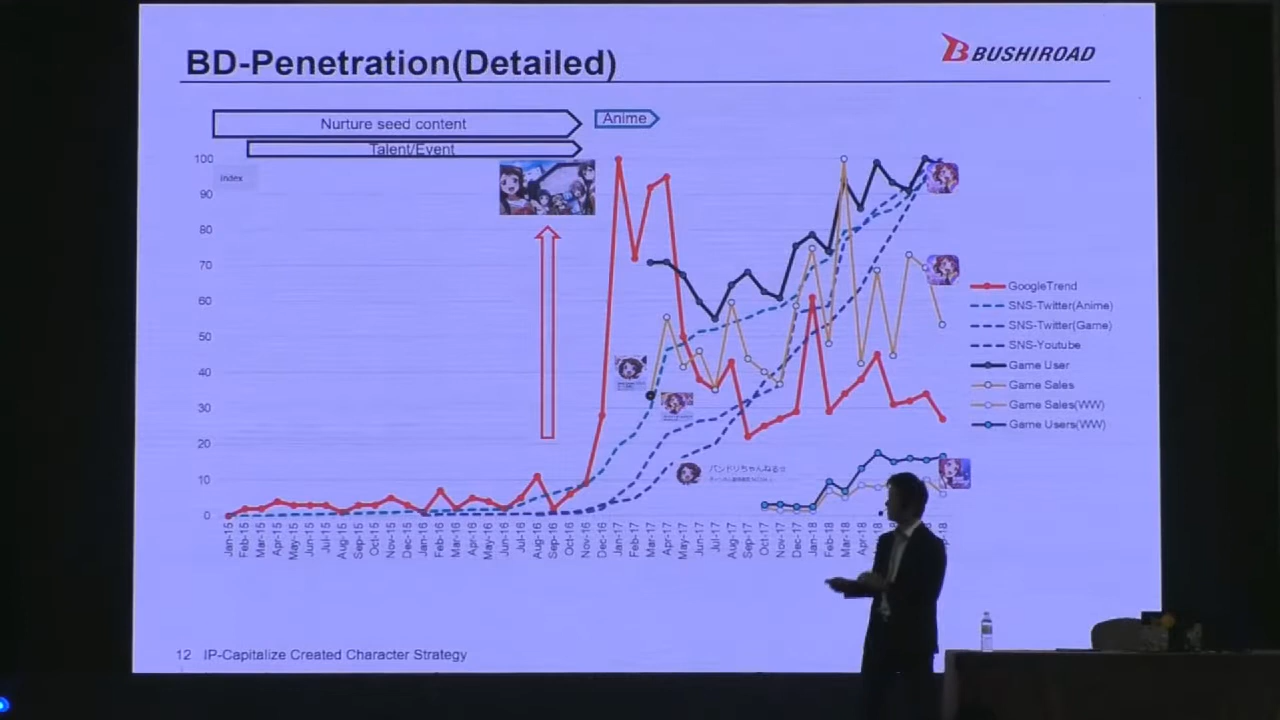 BD-Penetration(Detailed)
BUSHIROAD
Nurture seed content
Anime
Talent/Event
Index
100
90
80
70
60
50
40
30
20
10
0
GoogleTrend
SNS-Twitter(Anime)
SNS-Twitter(Game)
SNS-Youtube
Game User
Game Sales
Game Sales(WW)
Game Users(WW)
バンドリちゃんねる☆
Jan-15
Feb-15
Mar-15
Apr-15
May-15
Jun-15
Jul-15
Aug-15
Sep-15
Oct-15
Nov-15
Dec-15
Jan-16
Feb-16
Mar-16
Apr-16
May-16
Jun-16
Jul-16
Aug-16
Sep-16
Oct-16
Nov-16
Dec-16
Jan-17
Feb-17
Mar-17
Apr-17
May-17
Jun-17
Jul-17
Aug-17
Sep-17
Oct-17
Nov-17
Dec-17
Jan-18
Feb-18
Mar-18
Apr-18
12 IP-Capitalize Created Character Strategy